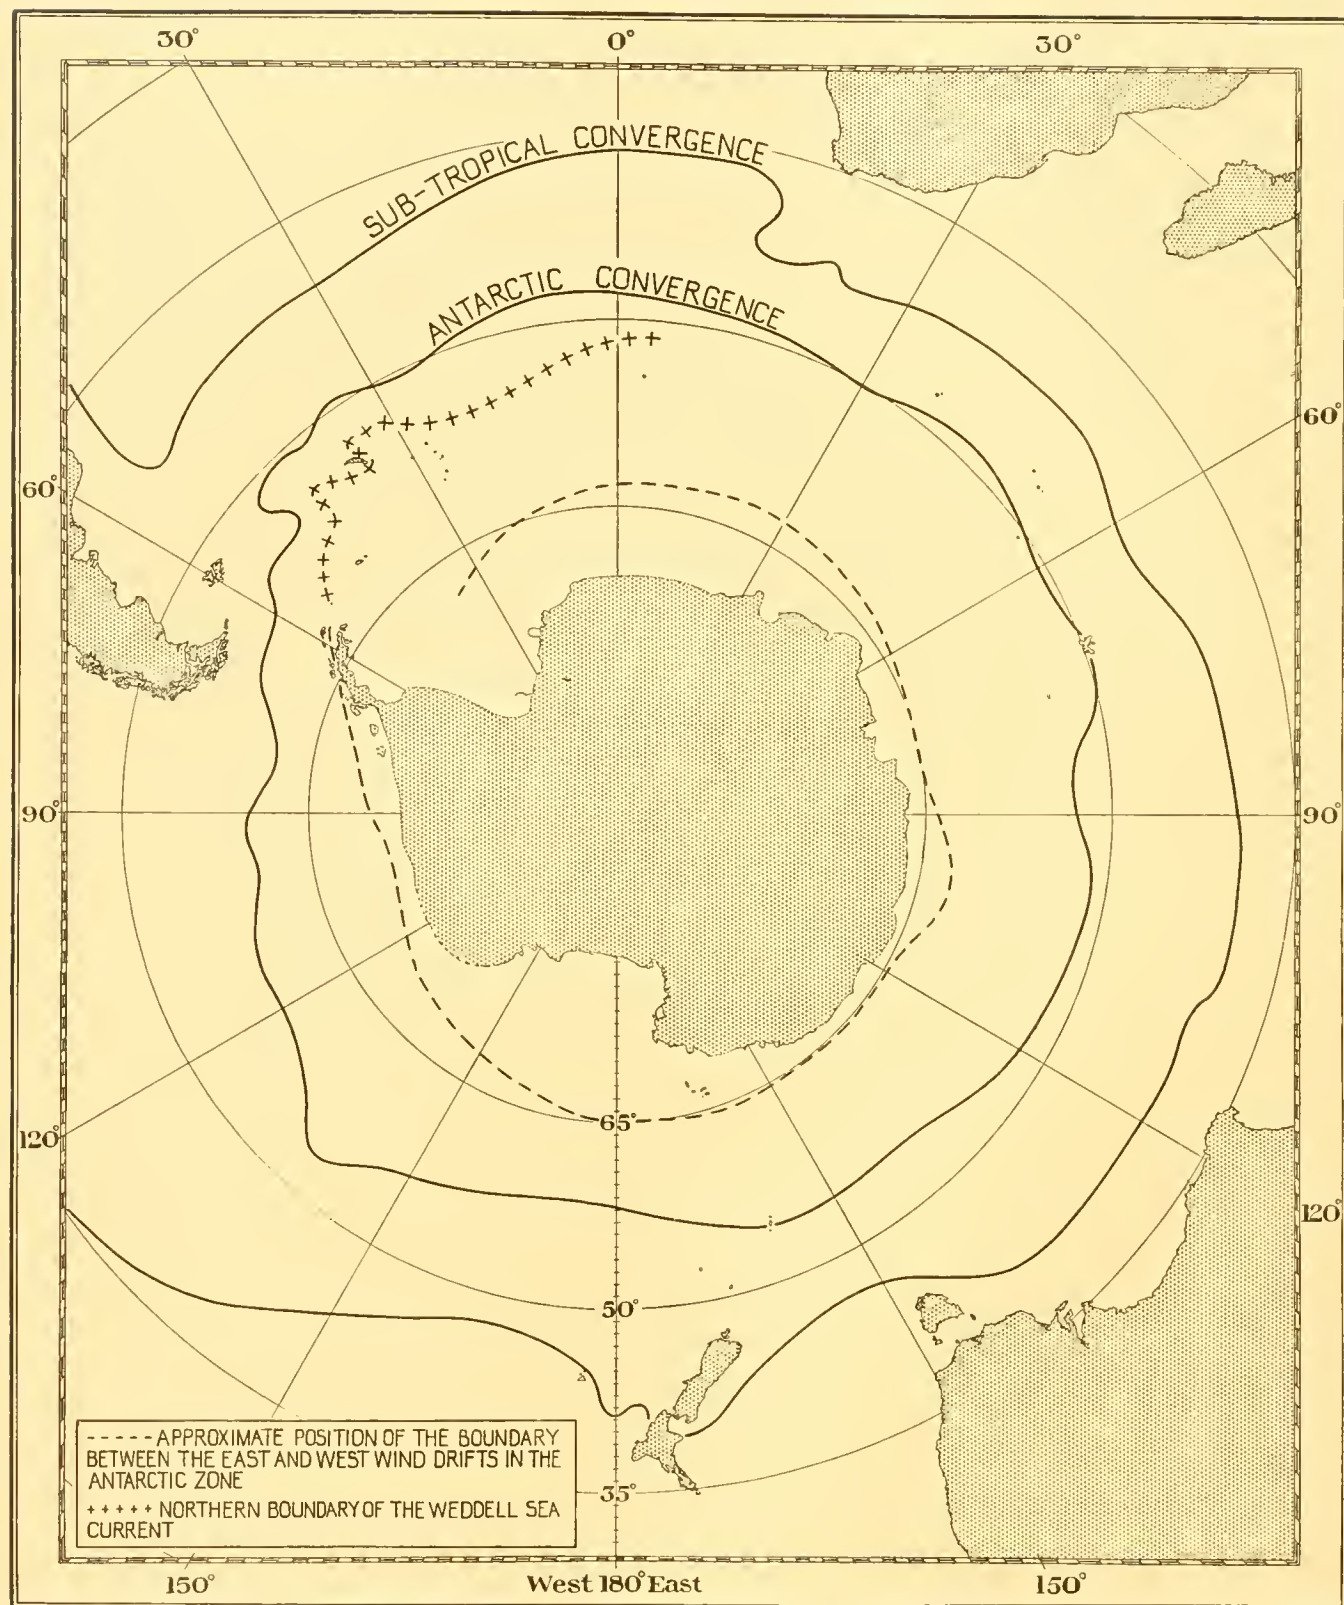 30° 0° 30°
SUB-TROPICAL CONVERGENCE
ANTARCTIC CONVERGENCE
60°
60°
90° 90°
65°
120°
120°
50°
35°
----- APPROXIMATE POSITION OF THE BOUNDARY
BETWEEN THE EAST AND WEST WIND DRIFTS IN THE
ANTARCTIC ZONE
+++++ NORTHERN BOUNDARY OF THE WEDDELL SEA
CURRENT
150° West 180° East 150°